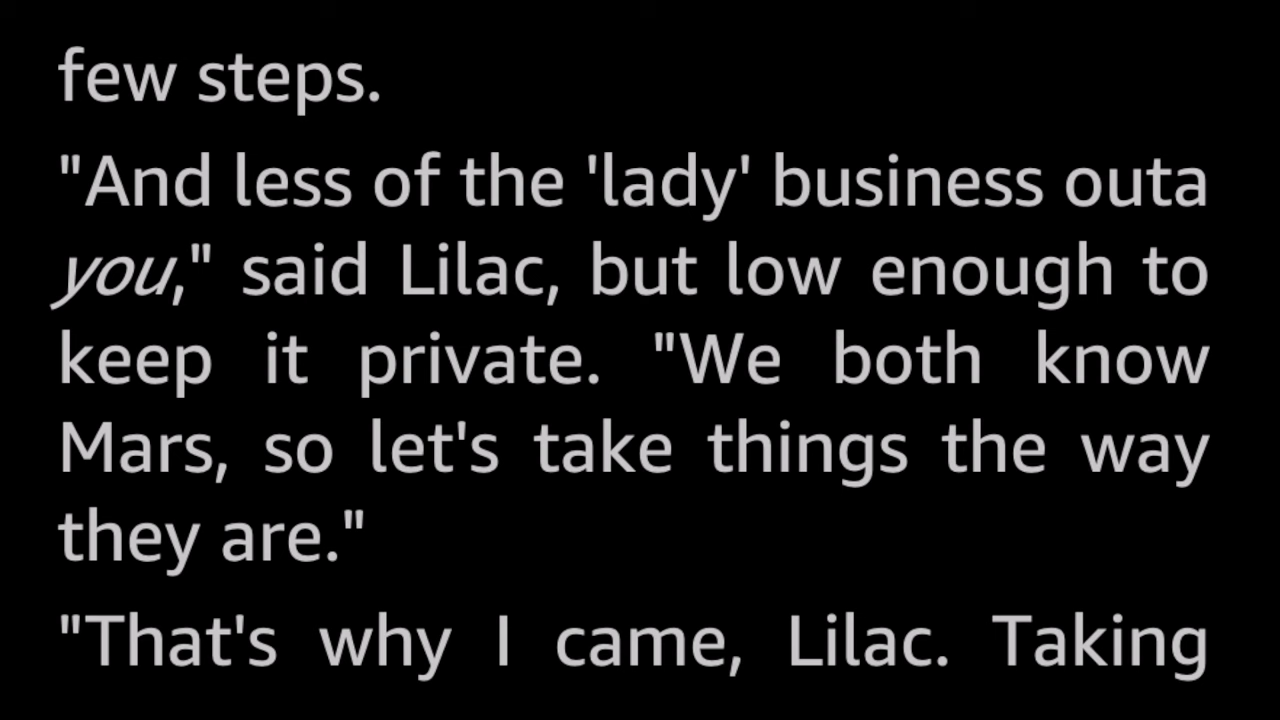 few steps.
"And less of the 'lady' business outa
you," said Lilac, but low enough to
keep it private. "We both know
Mars, so let's take things the way
they are."
"That's why I came, Lilac. Taking